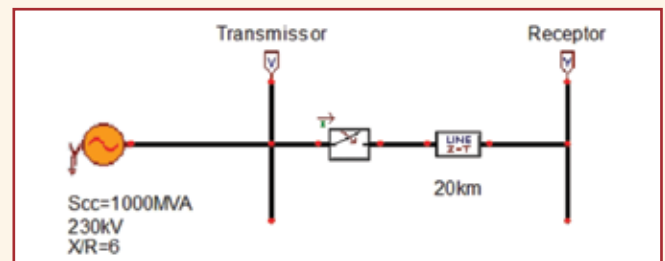 Transmissor
Receptor
V
V
LINE
Z-T
20km
Scc=1000MVA
230kV
X/R=6